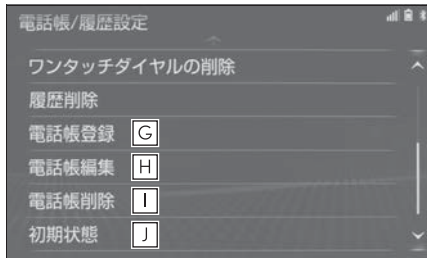 電話帳/履歴設定
ワンタッチダイヤルの削除
履歴削除
電話帳登録 G
電話帳編集 H
電話帳削除 I
初期状態 J